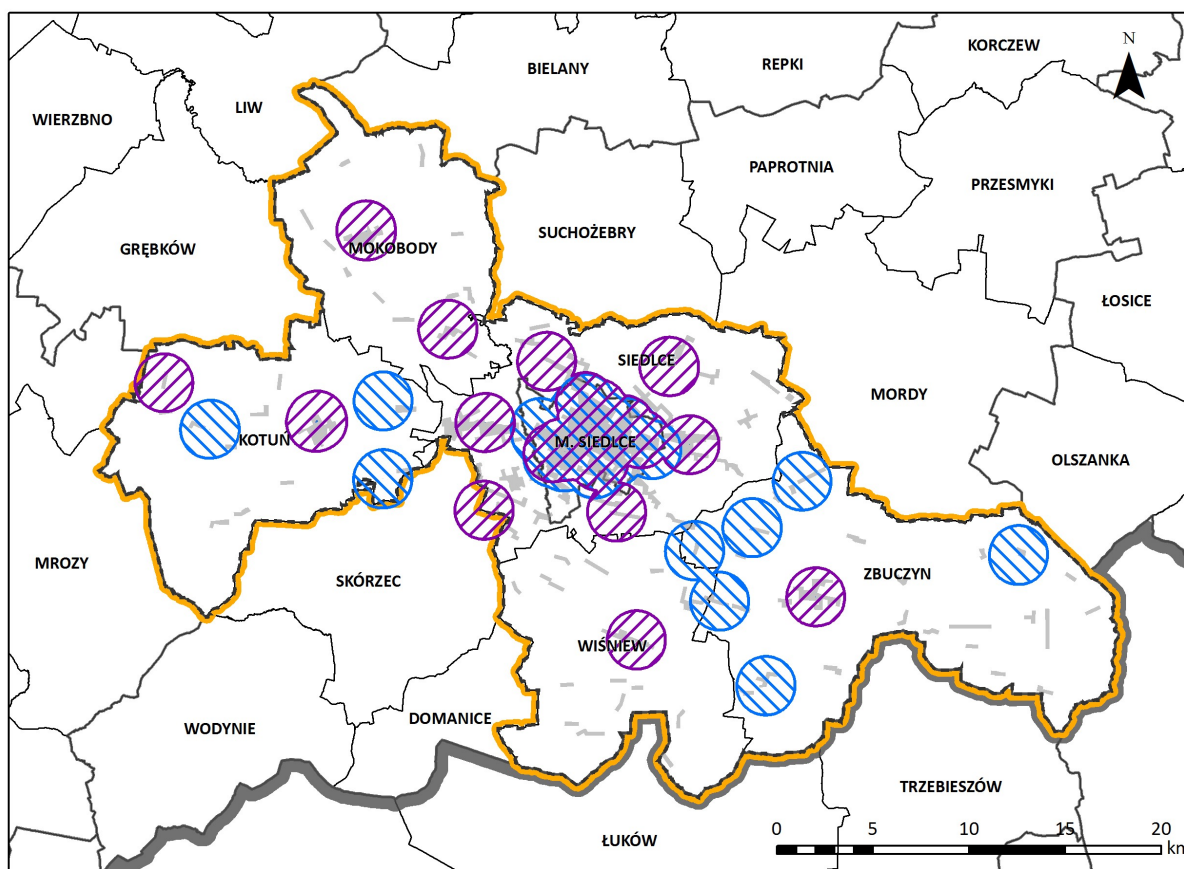 KORCZEW
N
BIELANY
REPKI
LIW
WIERZBNO
PAPROTNIA
PRZESMYKI
SUCHOŻEBRY
MOKOBODY
GRĘBKÓW
ŁOSICE
SIEDLCE
MORDY
KOTUŃ
M. SIEDLCE
OLSZANKA
MROZY
SKÓRZEC
ZBUCZYN
WIŚNIEW
DOMANICE
WODYNIE
TRZEBIESZÓW
ŁUKÓW
0 5 10 15 20
km